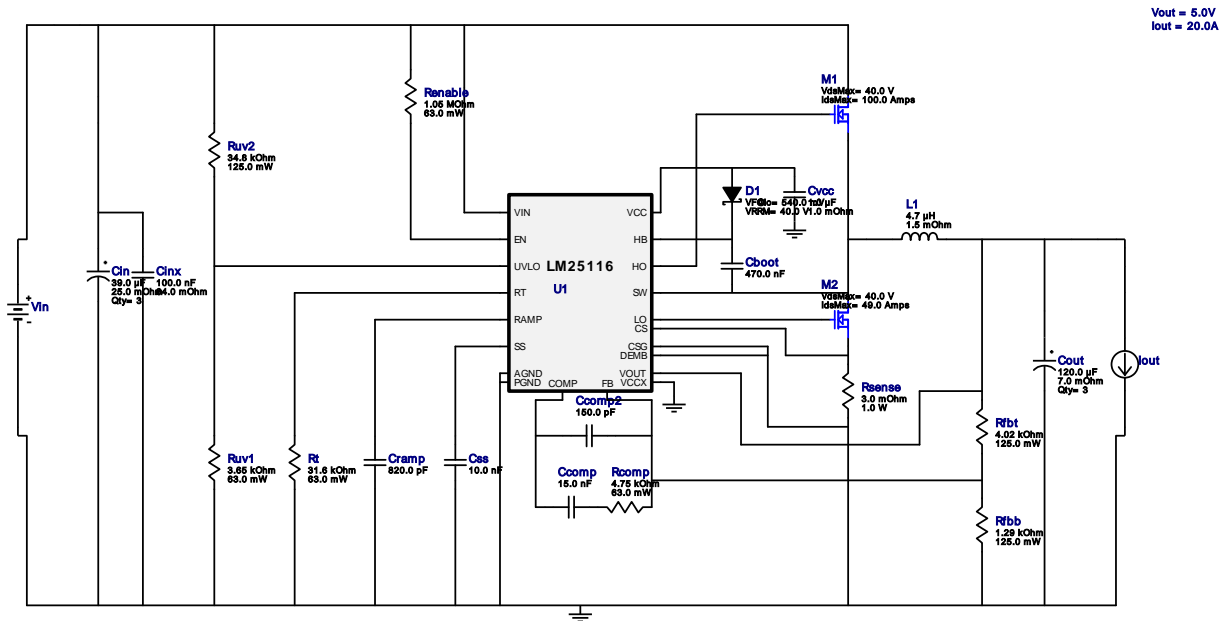 Vout = 5.0V
Iout = 20.0A
M1
VdsMax= 40.0 V
IdsMax= 100.0 Amps
Renable
1.05 MOhm
63.0 mW
Ruv2
34.8 kOhm
125.0 mW
D1
VRRM= 40.0 V
Cvcc
1.0 mOhm
L1
4.7 µH
1.5 mOhm
VIN
EN
UVLO
RT
RAMP
SS
AGND
PGND
COMP
FB
LM25116
U1
VCC
HB
HO
SW
LO
CS
CSG
DEMB
VOUT
VCCX
Cboot
470.0 nF
M2
VdsMax= 40.0 V
IdsMax= 49.0 Amps
Vin
+
-
Cin
39.0 µF
25.0 mOhm
Qty= 3
Cinx
100.0 nF
Cout
120.0 µF
7.0 mOhm
Qty= 3
Iout
Rsense
3.0 mOhm
1.0 W
Ccomp2
150.0 pF
Rfbt
4.02 kOhm
125.0 mW
Ruv1
3.65 kOhm
63.0 mW
Rt
31.6 kOhm
63.0 mW
Cramp
820.0 pF
Css
10.0 nF
Ccomp
15.0 nF
Rcomp
4.75 kOhm
63.0 mW
Rfbb
1.29 kOhm
125.0 mW